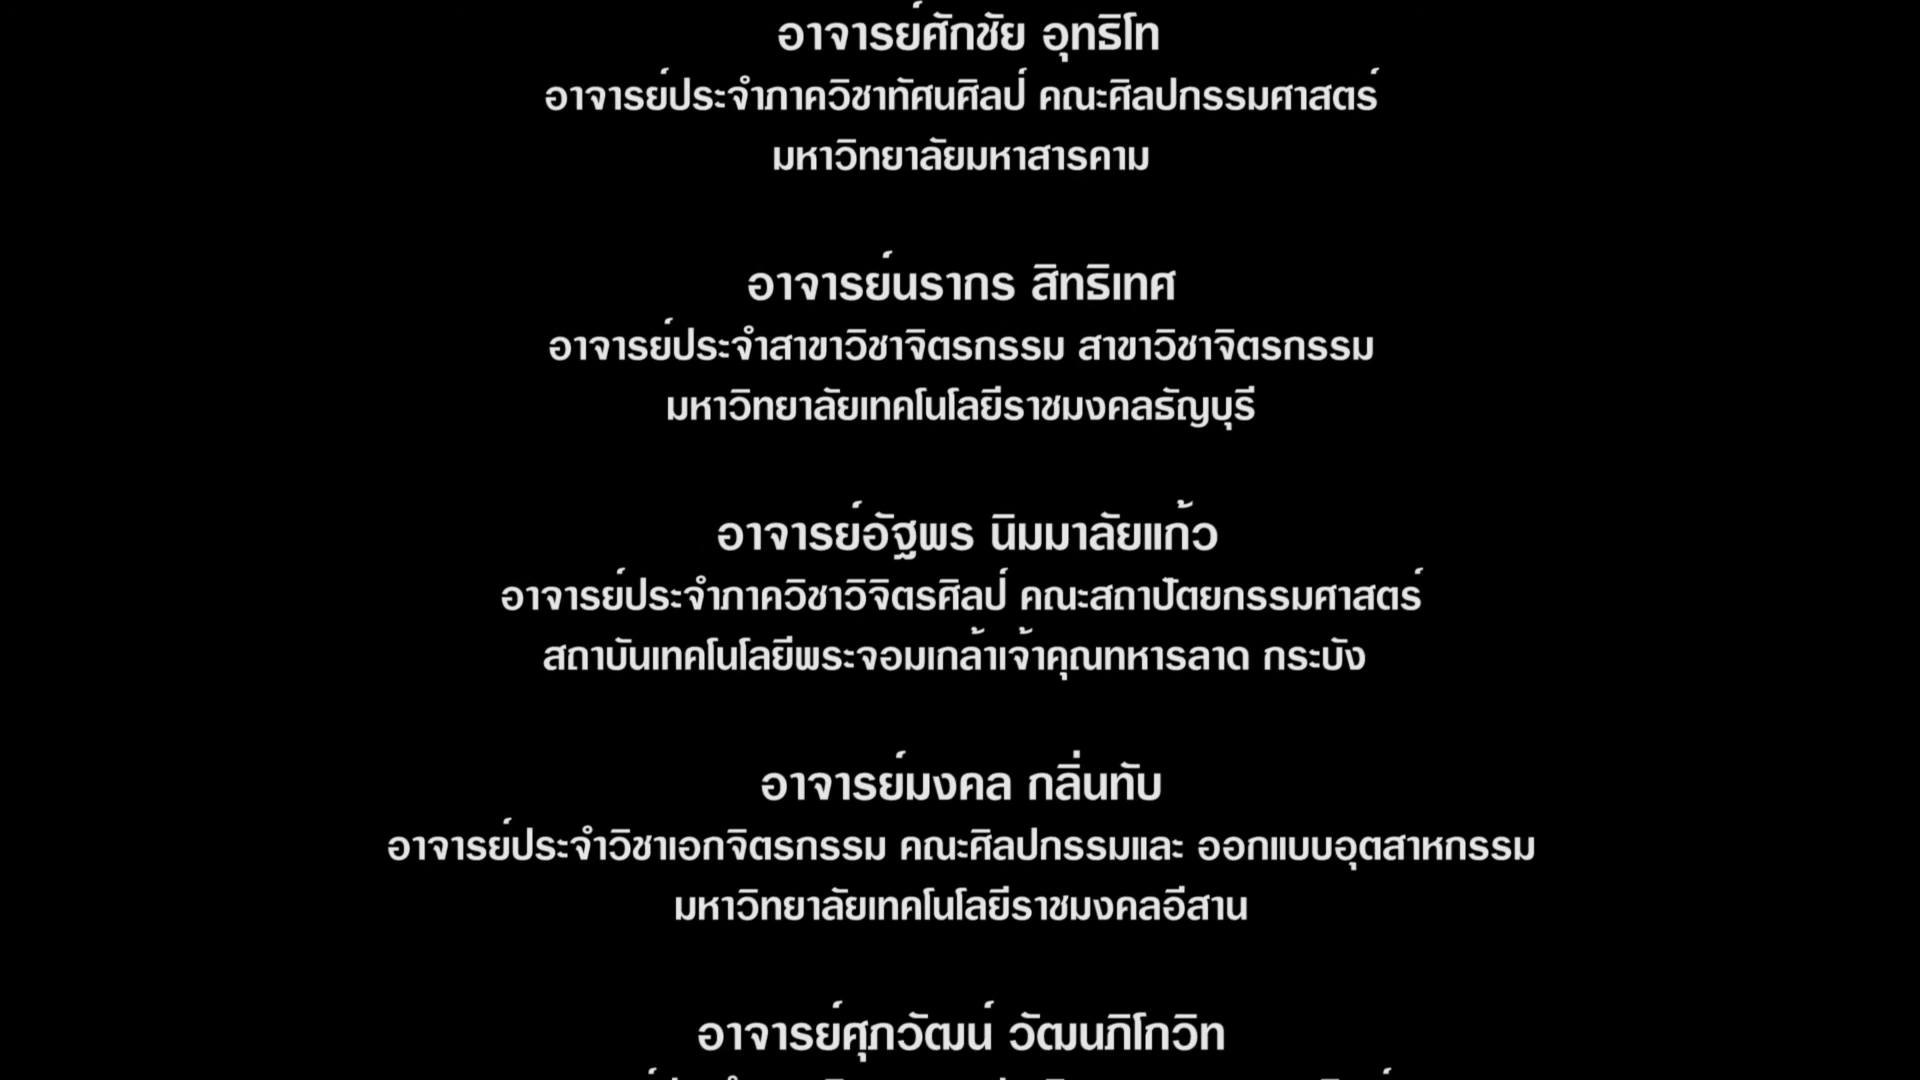 อาจารย์ศักชัย อุทธิโท
อาจารย์ประจำภาควิชาทัศนศิลป์ คณะศิลปกรรมศาสตร์
มหาวิทยาลัยมหาสารคาม
อาจารย์นรากร สิทธิเทศ
อาจารย์ประจำสาขาวิชาจิตรกรรม สาขาวิชาจิตรกรรม
มหาวิทยาลัยเทคโนโลยีราชมงคลธัญบุรี
อาจารย์อัฐพร นิมมาลัยแก้ว
อาจารย์ประจำภาควิชาวิจิตรศิลป์ คณะสถาปัตยกรรมศาสตร์
สถาบันเทคโนโลยีพระจอมเกล้าเจ้าคุณทหารลาด กระบัง
อาจารย์มงคล กลิ่นทับ
อาจารย์ประจำวิชาเอกจิตรกรรม คณะศิลปกรรมและ ออกแบบอุตสาหกรรม
มหาวิทยาลัยเทคโนโลยีราชมงคลอีสาน
อาจารย์ศุภวัฒน์ วัฒนภิโกวิท